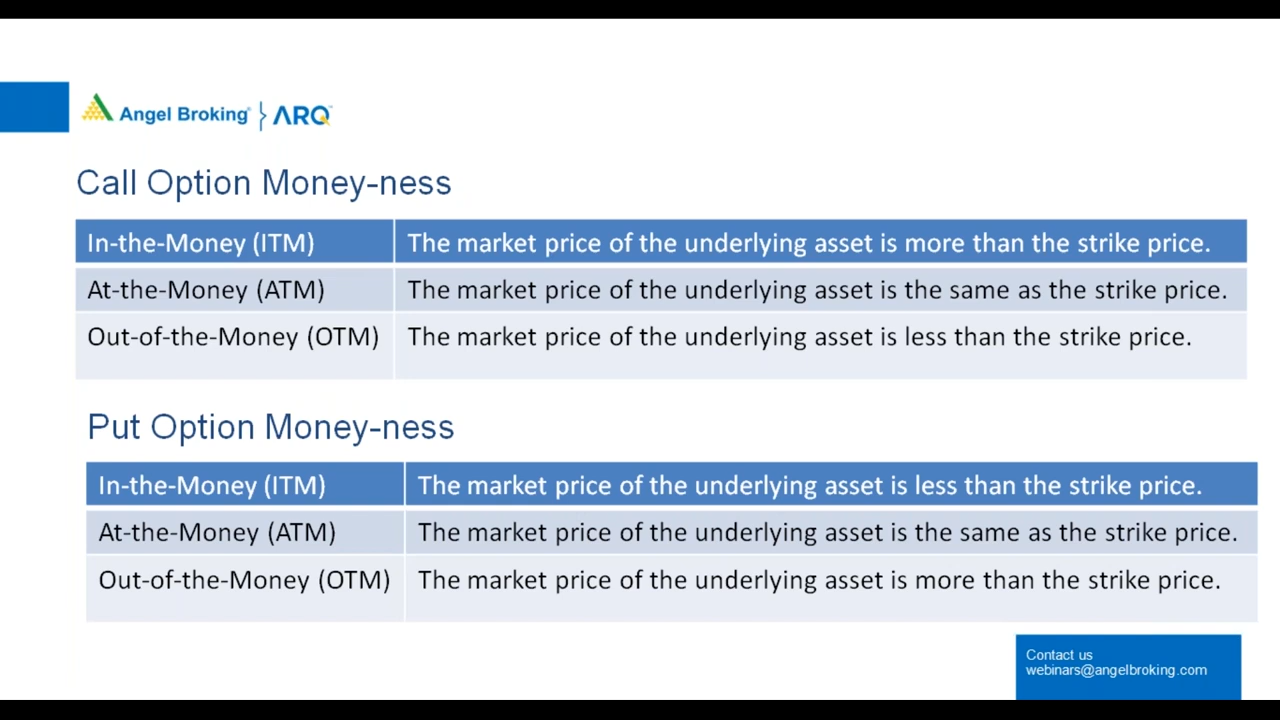 Angel Broking ARQ
Call Option Money-ness
In-the-Money (ITM) The market price of the underlying asset is more than the strike price.
At-the-Money (ATM) The market price of the underlying asset is the same as the strike price.
Out-of-the-Money (OTM) The market price of the underlying asset is less than the strike price.
Put Option Money-ness
In-the-Money (ITM) The market price of the underlying asset is less than the strike price.
At-the-Money (ATM) The market price of the underlying asset is the same as the strike price.
Out-of-the-Money (OTM) The market price of the underlying asset is more than the strike price.
Contact us
webinars@angelbroking.com